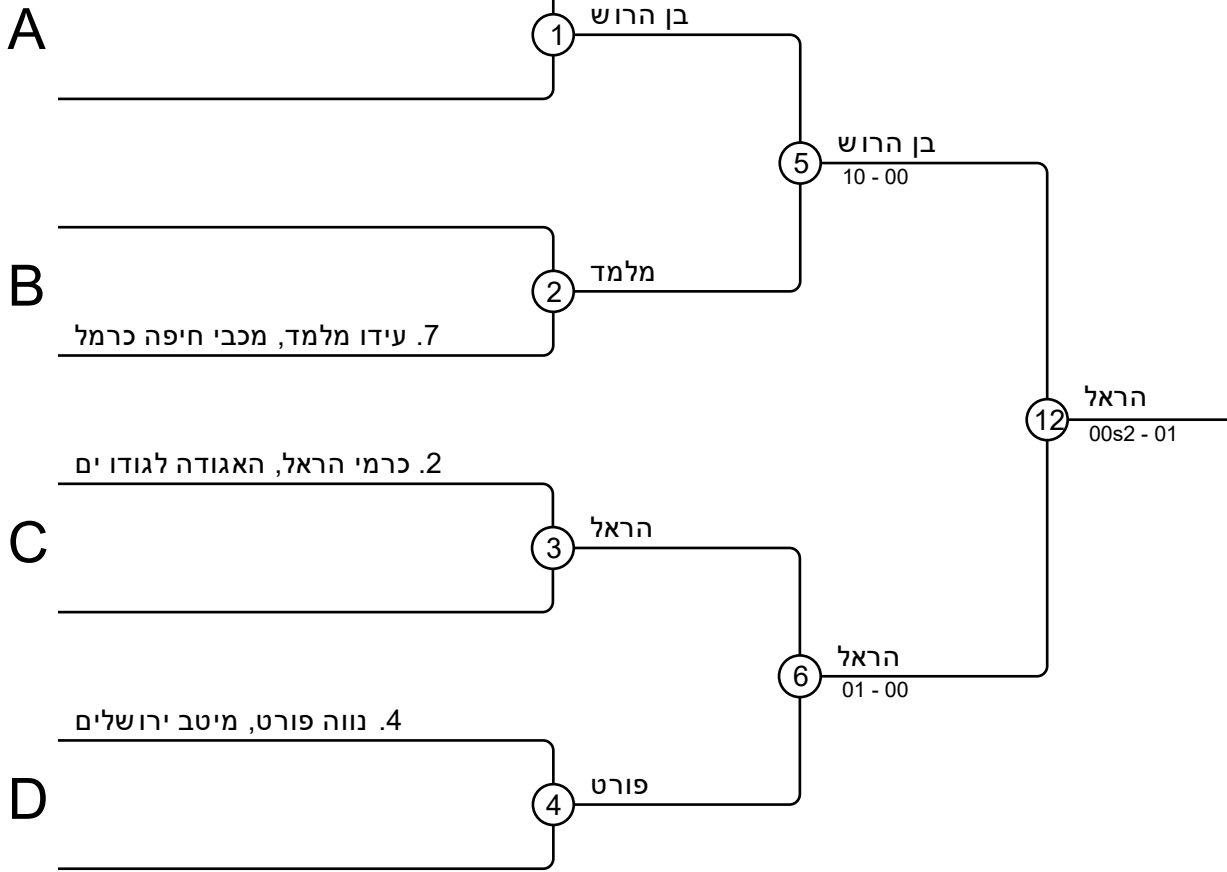 A
1
בן הרוש
5
בן הרוש
10 - 00
B
2
מלמד
7. עידו מלמד, מכבי חיפה כרמל
12
הראל
00s2 - 01
2. כרמי הראל, האגודה לגודו ים
C
3
הראל
6
הראל
01 - 00
4. נווה פורט, מיטב ירושלים
D
4
פורט